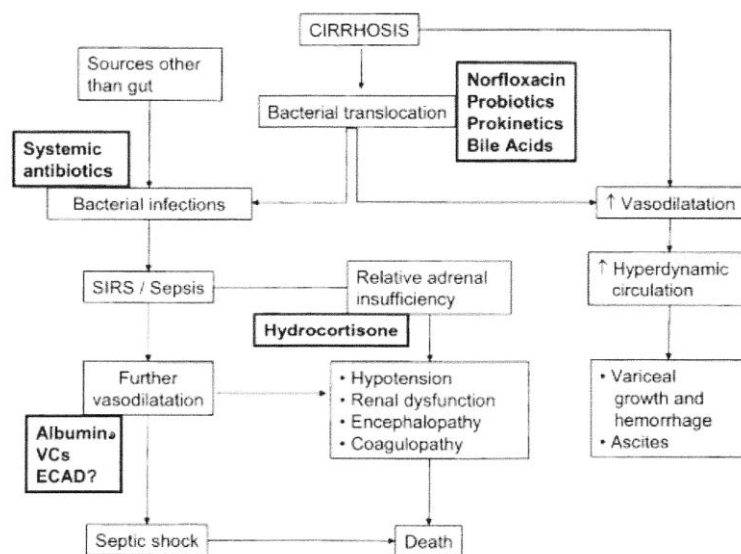 CIRRHOSIS
Sources other
than gut
Norfloxacin
Probiotics
Prokinetics
Bile Acids
Bacterial translocation
Systemic
antibiotics
Bacterial infections
↑ Vasodilatation
SIRS / Sepsis
Relative adrenal
insufficiency
↑ Hyperdynamic
circulation
Hydrocortisone
Further
vasodilatation
• Hypotension
• Renal dysfunction
• Encephalopathy
• Coagulopathy
• Variceal
growth and
hemorrhage
• Ascites
Albumina
VCs
ECAD?
Septic shock
Death